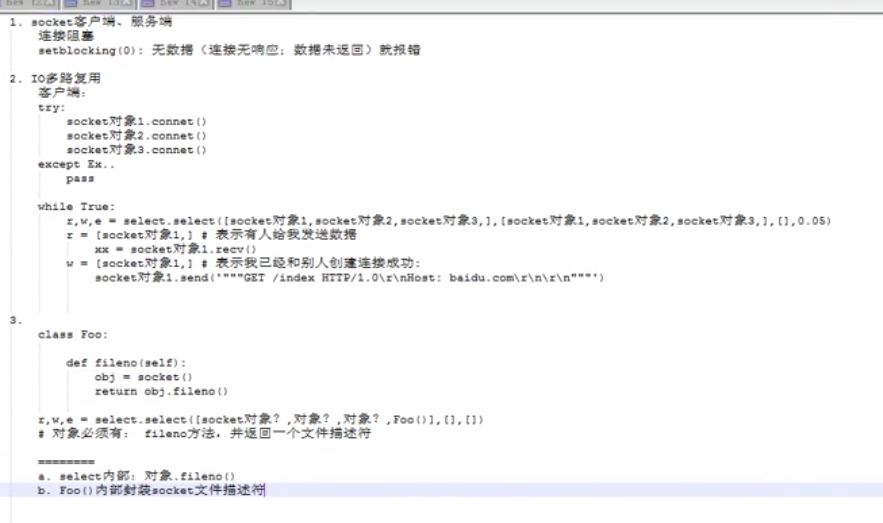 new 12
new 13
new 14
new 15
1. socket客户端、服务端
连接阻塞
setblocking(0): 无数据（连接无响应；数据未返回）就报错
2. IO多路复用
客户端：
try:
socket对象1.connet()
socket对象2.connet()
socket对象3.connet()
except Ex..
pass
while True:
r,w,e = select.select([socket对象1,socket对象2,socket对象3,],[socket对象1,socket对象2,socket对象3,],[],0.05)
r = [socket对象1,] # 表示有人给我发送数据
xx = socket对象1.recv()
w = [socket对象1,] # 表示我已经和别人创建连接成功:
socket对象1.send('"""GET /index HTTP/1.0\r\nHost: baidu.com\r\n\r\n"""')
3.
class Foo:
def fileno(self):
obj = socket()
return obj.fileno()
r,w,e = select.select([socket对象？,对象？,对象？,Foo()],[],[])
# 对象必须有： fileno方法，并返回一个文件描述符
========
a. select内部：对象.fileno()
b. Foo()内部封装socket文件描述符